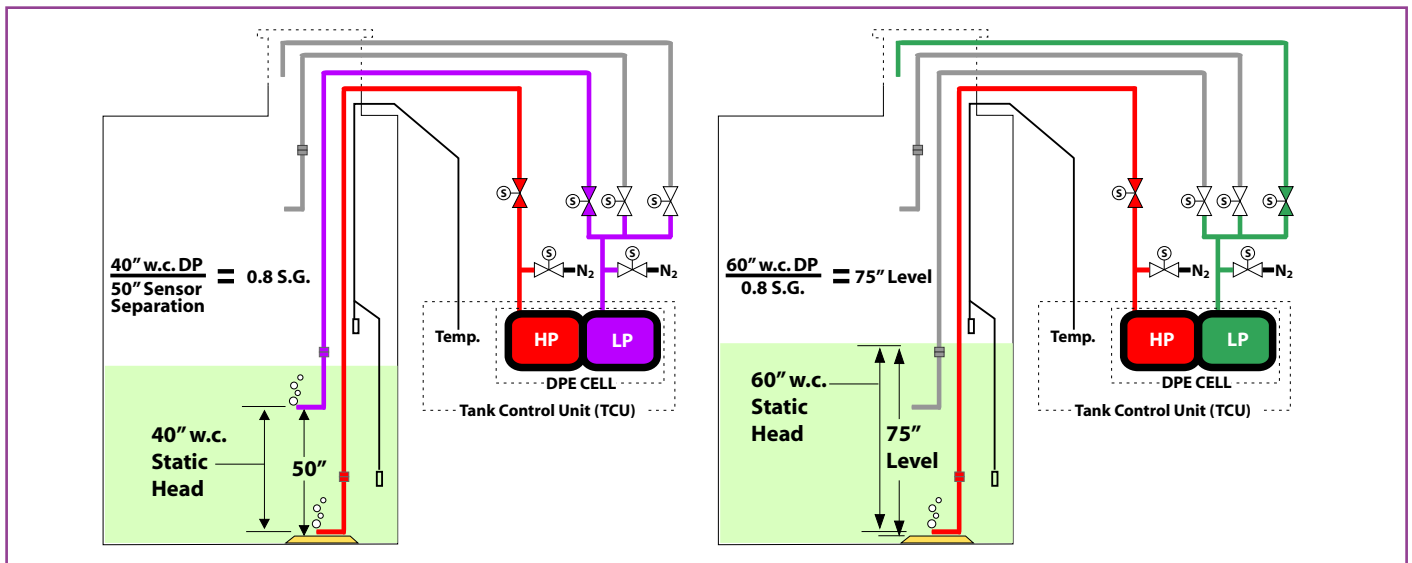 S
S
S
S
S
N₂
S
N₂
40” w.c. DP
50” Sensor
Separation
=
0.8 S.G.
Temp.
HP
LP
DPE CELL
Tank Control Unit (TCU)
40” w.c.
Static
Head
50”
S
S
S
S
S
N₂
S
N₂
60” w.c. DP
0.8 S.G.
= 75” Level
Temp.
HP
LP
DPE CELL
Tank Control Unit (TCU)
60” w.c.
Static
Head
75”
Level